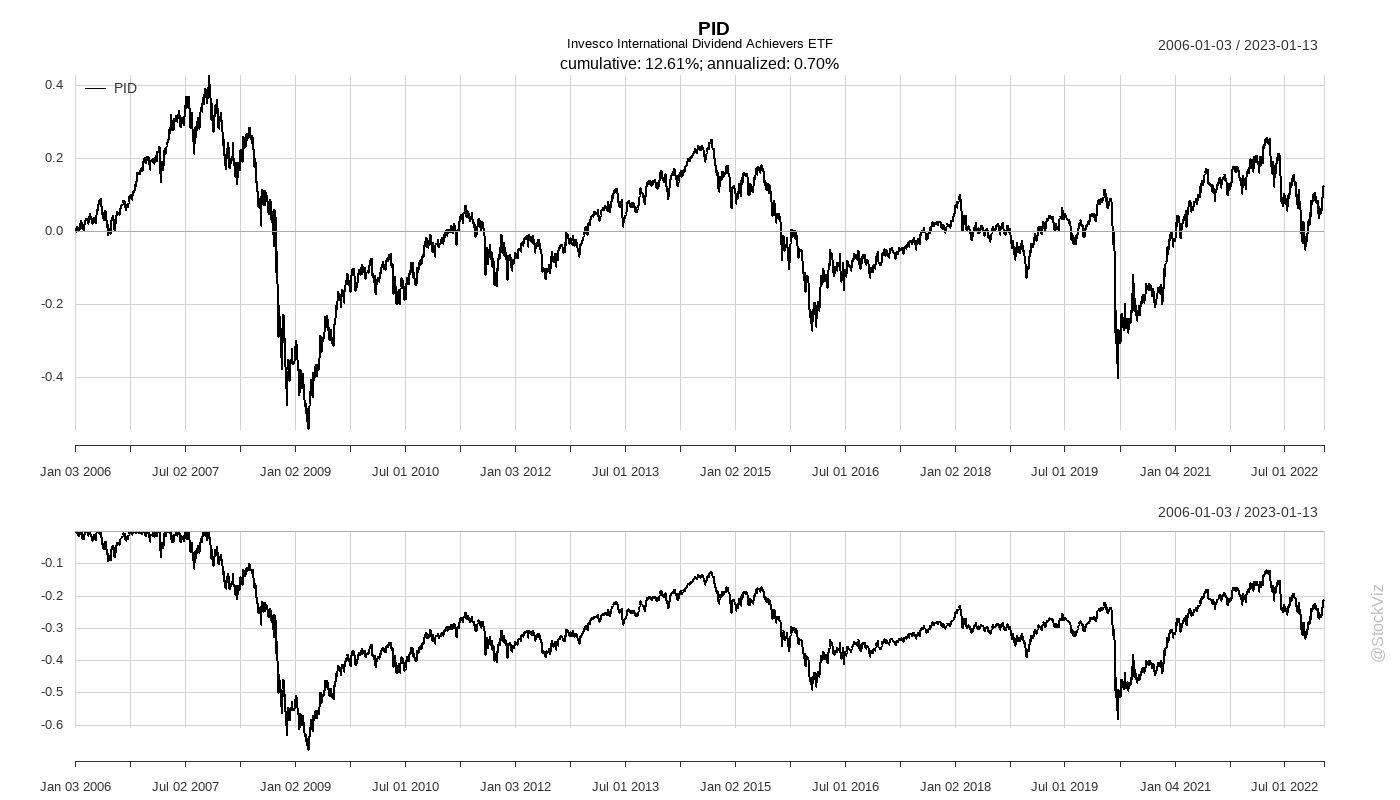 PID
Invesco International Dividend Achievers ETF
cumulative: 12.61%; annualized: 0.70%
2006-01-03 / 2023-01-13
PID
0.4
0.2
0.0
-0.2
-0.4
Jan 03 2006 Jul 02 2007 Jan 02 2009 Jul 01 2010 Jan 03 2012 Jul 01 2013 Jan 02 2015 Jul 01 2016 Jan 02 2018 Jul 01 2019 Jan 04 2021 Jul 01 2022
2006-01-03 / 2023-01-13
-0.1
-0.2
-0.3
-0.4
-0.5
-0.6
Jan 03 2006 Jul 02 2007 Jan 02 2009 Jul 01 2010 Jan 03 2012 Jul 01 2013 Jan 02 2015 Jul 01 2016 Jan 02 2018 Jul 01 2019 Jan 04 2021 Jul 01 2022
@StockViz